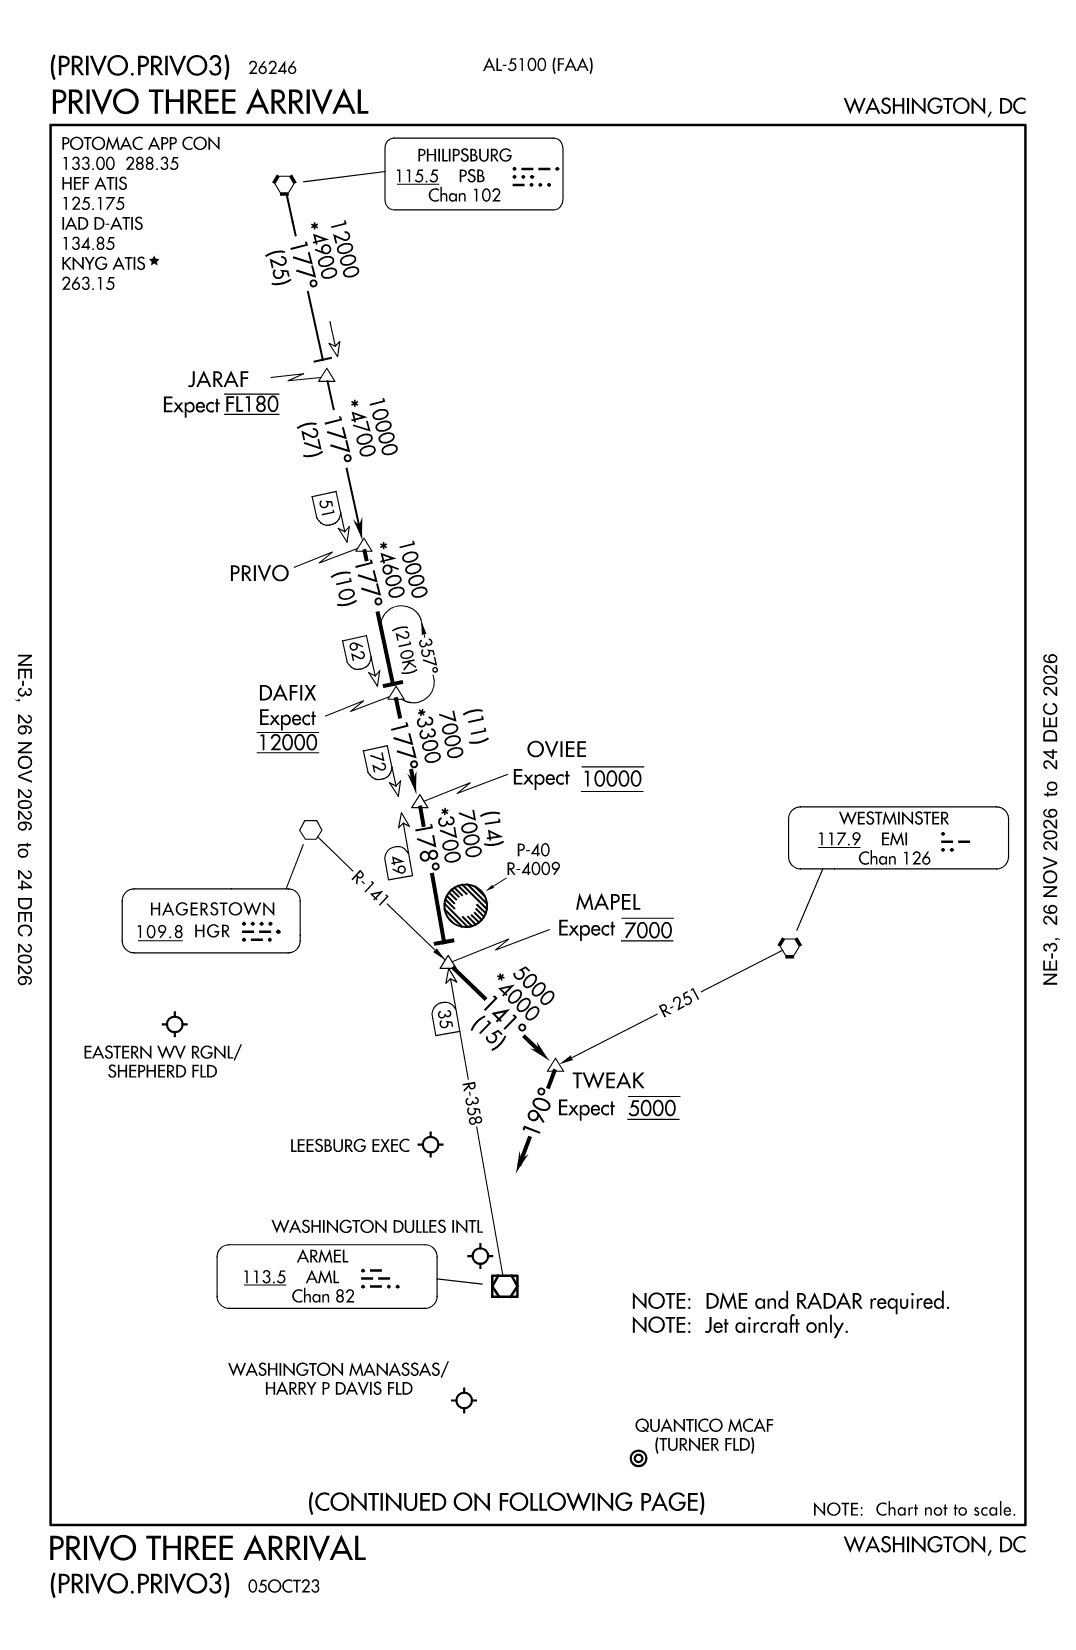 (PRIVO.PRIVO3) 26246
AL-5100 (FAA)
PRIVO THREE ARRIVAL
WASHINGTON, DC
POTOMAC APP CON
133.00 288.35
HEF ATIS
125.175
IAD D-ATIS
134.85
KNYG ATIS★
263.15
PHILIPSBURG
115.5 PSB
Chan 102
12000
*4900
177°
(25)
JARAF
Expect FL180
10000
*4700
177°
(27)
51
PRIVO
10000
*4600
177°
(10)
(210K)
357°
62
DAFIX
Expect
12000
(11)
7000
*3300
177°
72
OVIEE
Expect 10000
(14)
7000
*3700
178°
49
P-40
R-4009
WESTMINSTER
117.9 EMI
Chan 126
R-141
HAGERSTOWN
109.8 HGR
MAPEL
Expect 7000
5000
*4000
141°
(15)
35
R-251
EASTERN WV RGNL/
SHEPHERD FLD
TWEAK
Expect 5000
190°
R-358
LEESBURG EXEC
WASHINGTON DULLES INTL
ARMEL
113.5 AML
Chan 82
NOTE: DME and RADAR required.
NOTE: Jet aircraft only.
WASHINGTON MANASSAS/
HARRY P DAVIS FLD
QUANTICO MCAF
(TURNER FLD)
(CONTINUED ON FOLLOWING PAGE)
NOTE: Chart not to scale.
PRIVO THREE ARRIVAL
WASHINGTON, DC
(PRIVO.PRIVO3) 05OCT23
NE-3, 26 NOV 2026 to 24 DEC 2026
NE-3, 26 NOV 2026 to 24 DEC 2026